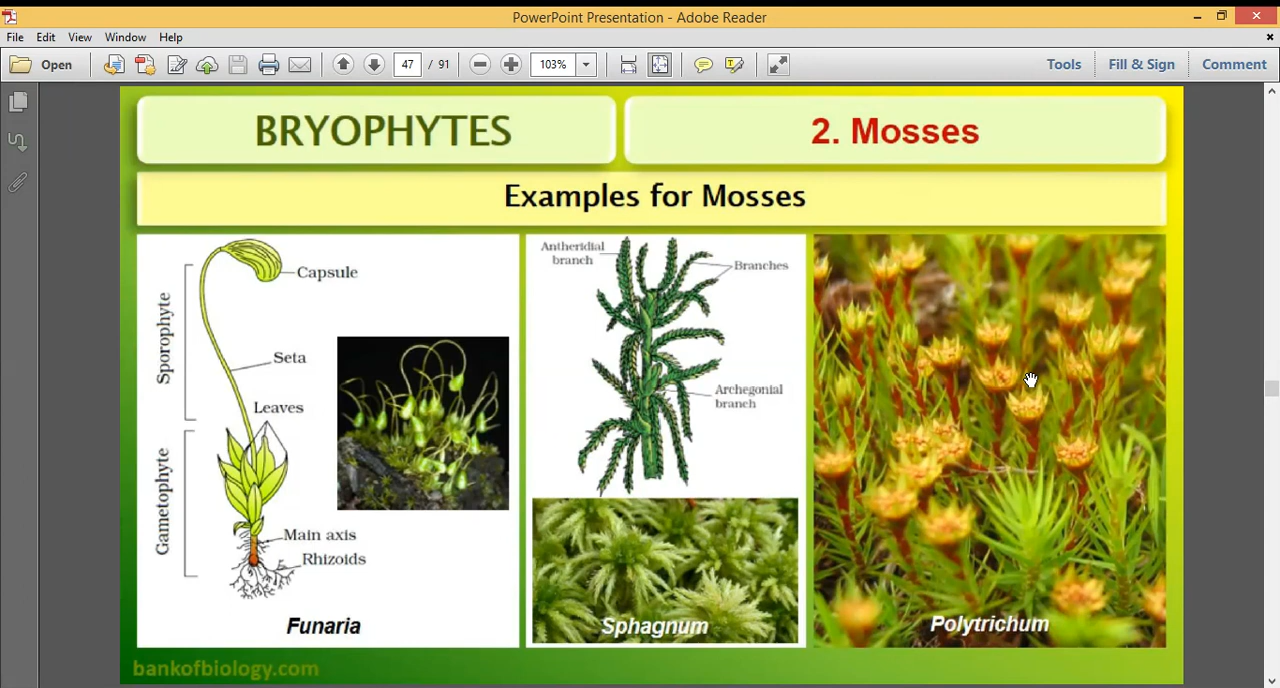 PowerPoint Presentation - Adobe Reader
File Edit View Window Help
Open 47 / 91 103% Tools Fill & Sign Comment
BRYOPHYTES
2. Mosses
Examples for Mosses
Capsule
Sporophyte
Seta
Leaves
Gametophyte
Main axis
Rhizoids
Funaria
Antheridial
branch
Branches
Archegonial
branch
Sphagnum
Polytrichum
bankofbiology.com